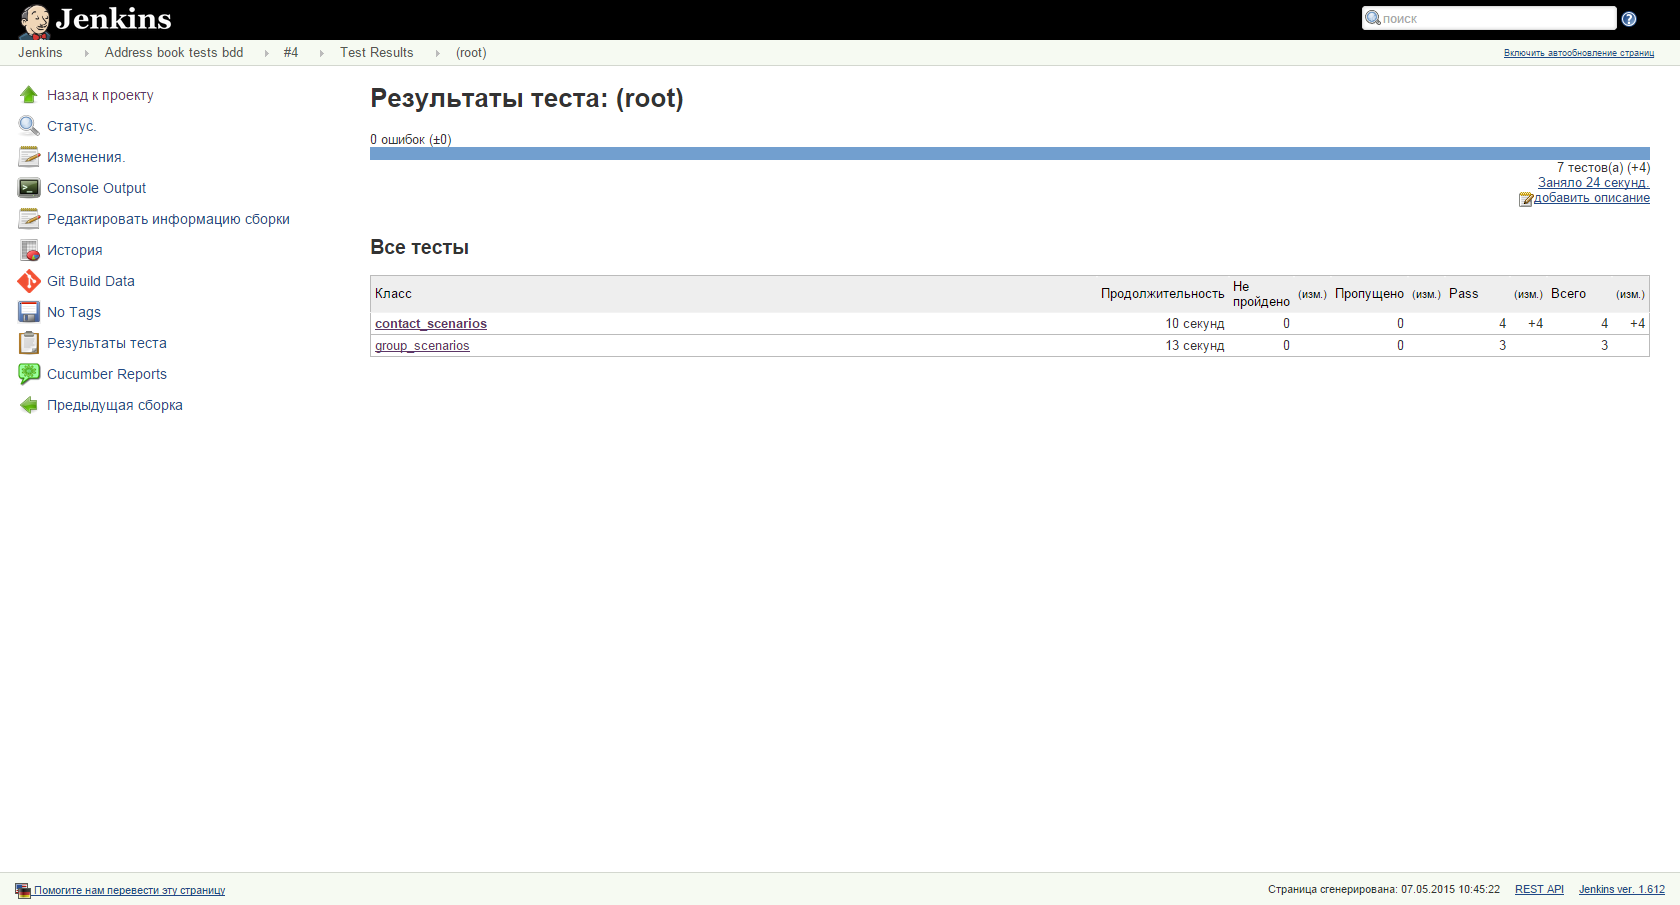 Jenkins
поиск
Jenkins Address book tests bdd #4 Test Results (root)
Включить автообновление страниц
Назад к проекту
Статус.
Изменения.
Console Output
Редактировать информацию сборки
История
Git Build Data
No Tags
Результаты теста
Cucumber Reports
Предыдущая сборка
Результаты теста: (root)
0 ошибок (±0)
7 тестов(а) (+4)
Заняло 24 секунд.
добавить описание
Все тесты
Класс Продолжительность Не пройдено (изм.) Пропущено (изм.) Pass (изм.) Всего (изм.)
contact_scenarios 10 секунд 0 0 4 +4 4 +4
group_scenarios 13 секунд 0 0 3 3
Помогите нам перевести эту страницу
Страница сгенерирована: 07.05.2015 10:45:22 REST API Jenkins ver. 1.612